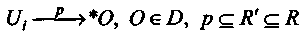 U_i \xrightarrow{p} *O, O ∈ D, p ⊆ R' ⊆ R